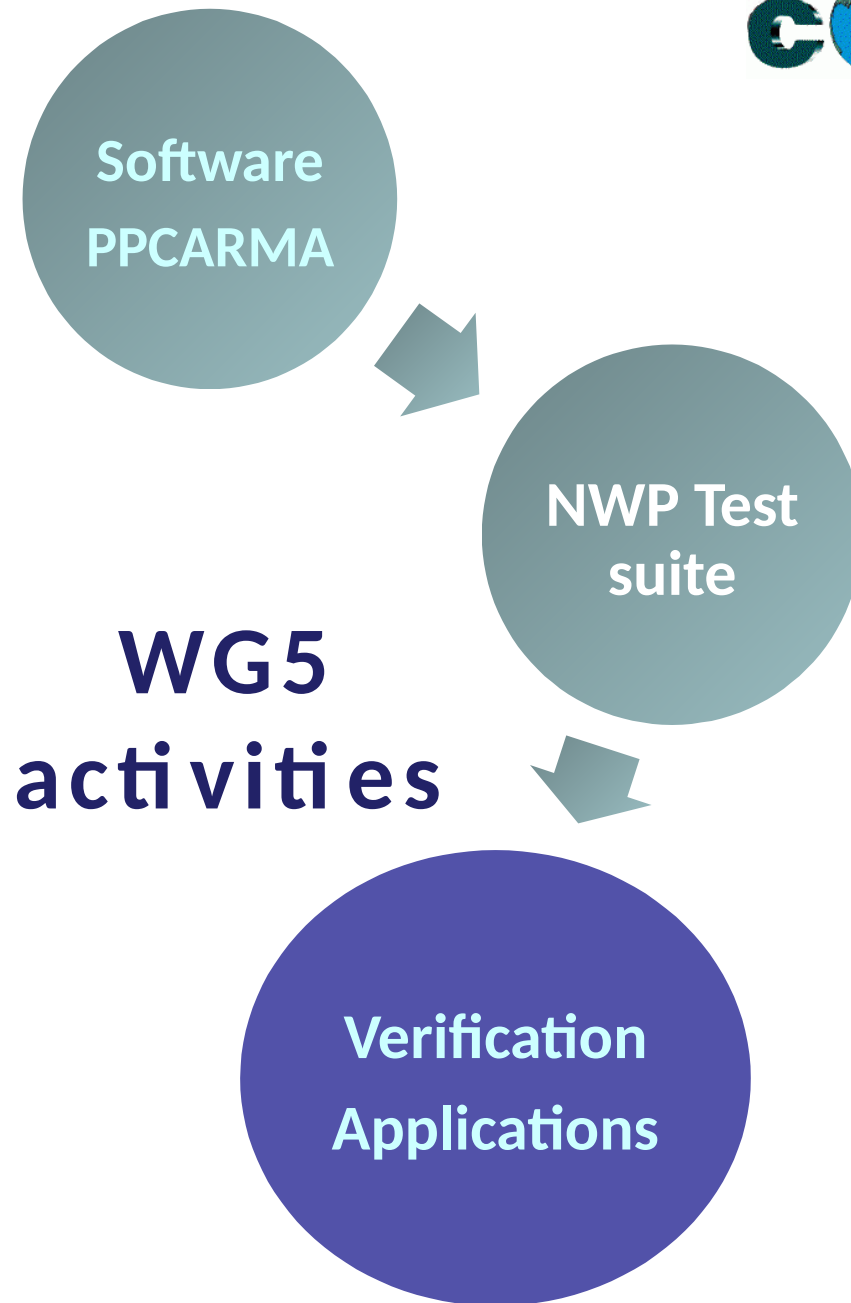 Software
PPCARMA
NWP Test
suite
WG5
activities
Verification
Applications